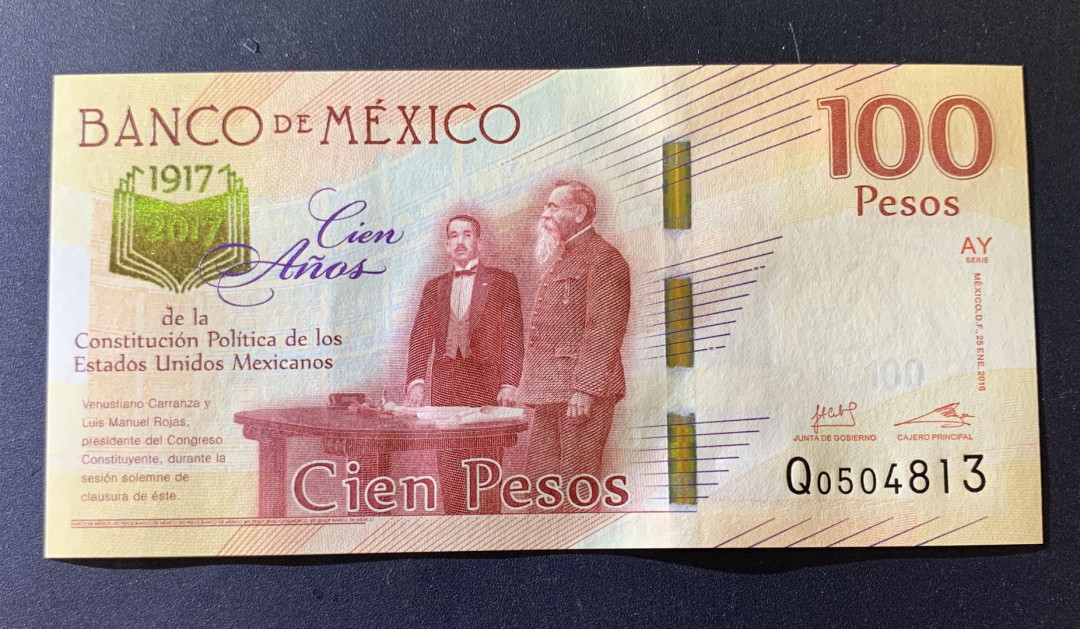 BANCO DE MÉXICO
100
Pesos
1917
2017
Cien
Años
de la
Constitución Política de los
Estados Unidos Mexicanos
AY
SERIE
MÉXICO, D.F., 25 ENE. 2016
100
Venustiano Carranza y
Luis Manuel Rojas,
presidente del Congreso
Constituyente, durante la
sesión solemne de
clausura de éste.
JUNTA DE GOBIERNO
CAJERO PRINCIPAL
Q0504813
Cien Pesos